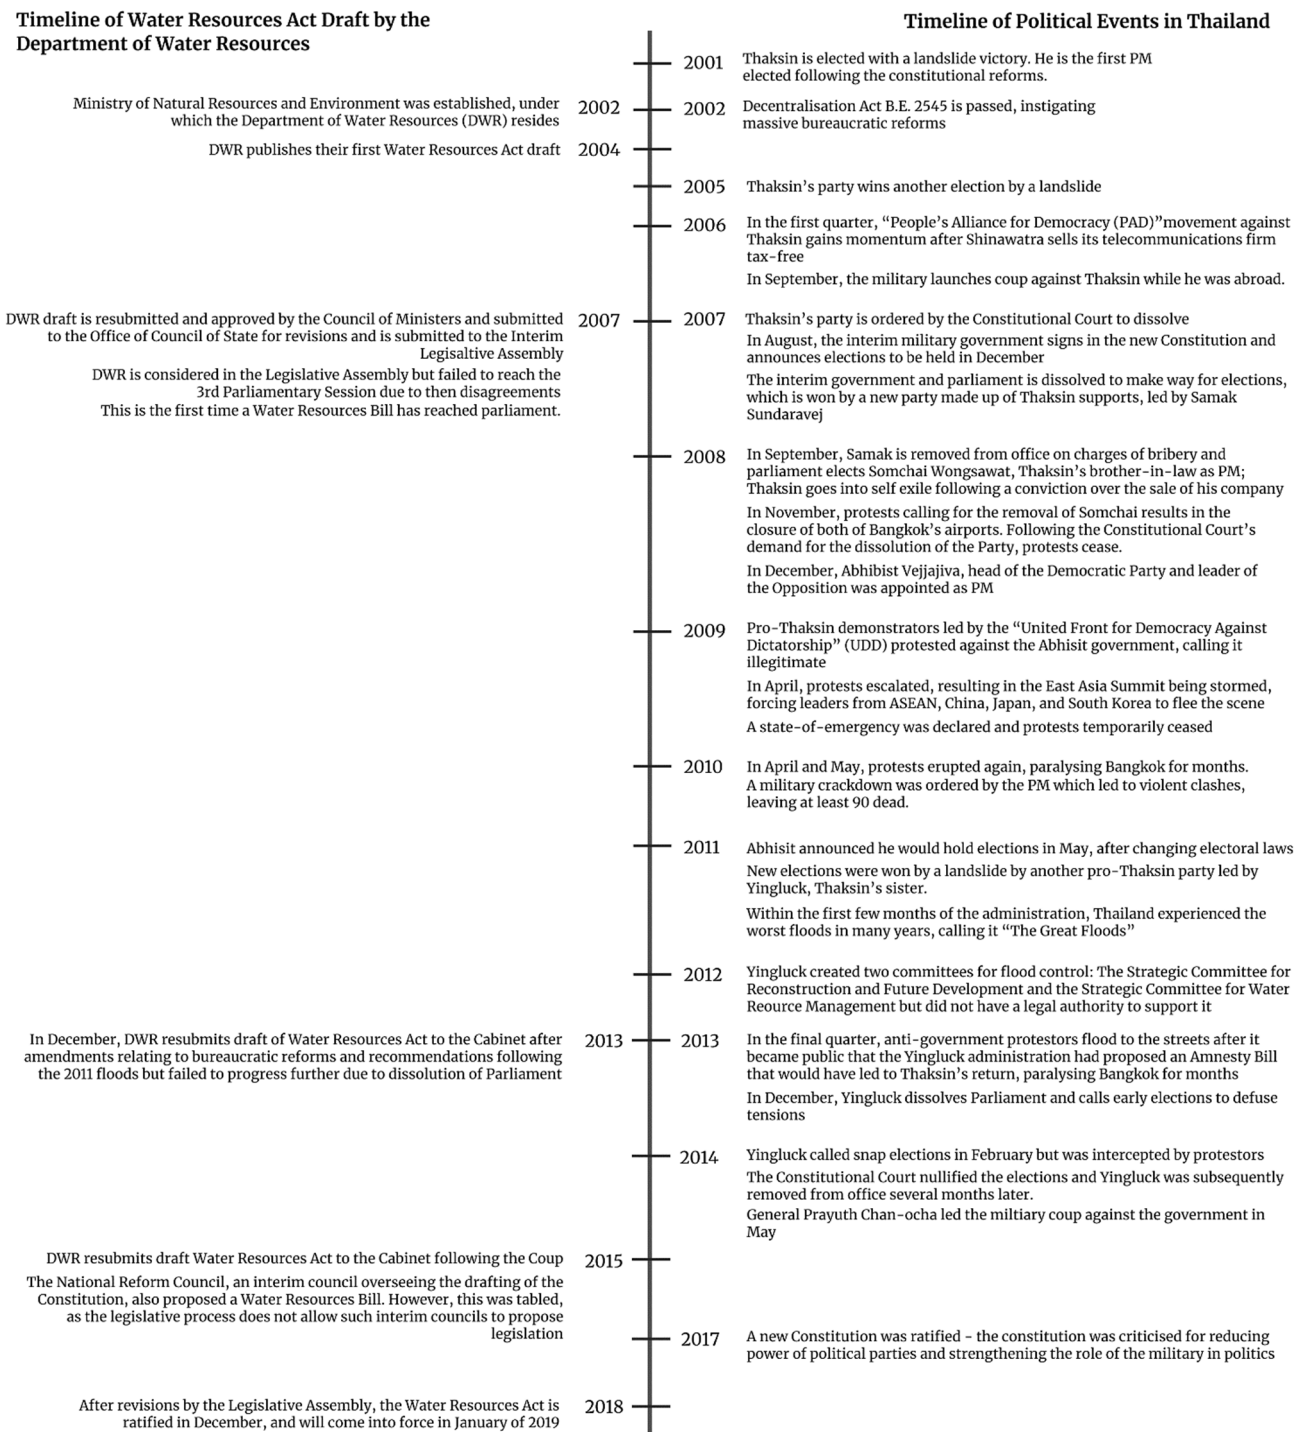 Timeline of Water Resources Act Draft by the
Department of Water Resources
Timeline of Political Events in Thailand
2001
Thaksin is elected with a landslide victory. He is the first PM
elected following the constitutional reforms.
Ministry of Natural Resources and Environment was established, under
which the Department of Water Resources (DWR) resides
2002
2002
Decentralisation Act B.E. 2545 is passed, instigating
massive bureaucratic reforms
DWR publishes their first Water Resources Act draft
2004
2005
Thaksin's party wins another election by a landslide
2006
In the first quarter, “People’s Alliance for Democracy (PAD)”movement against
Thaksin gains momentum after Shinawatra sells its telecommunications firm
tax-free
In September, the military launches coup against Thaksin while he was abroad.
DWR draft is resubmitted and approved by the Council of Ministers and submitted
to the Office of Council of State for revisions and is submitted to the Interim
Legisaltive Assembly
DWR is considered in the Legislative Assembly but failed to reach the
3rd Parliamentary Session due to then disagreements
This is the first time a Water Resources Bill has reached parliament.
2007
2007
Thaksin’s party is ordered by the Constitutional Court to dissolve
In August, the interim military government signs in the new Constitution and
announces elections to be held in December
The interim government and parliament is dissolved to make way for elections,
which is won by a new party made up of Thaksin supports, led by Samak
Sundaravej
2008
In September, Samak is removed from office on charges of bribery and
parliament elects Somchai Wongsawat, Thaksin’s brother-in-law as PM;
Thaksin goes into self exile following a conviction over the sale of his company
In November, protests calling for the removal of Somchai results in the
closure of both of Bangkok’s airports. Following the Constitutional Court’s
demand for the dissolution of the Party, protests cease.
In December, Abhibist Vejjajiva, head of the Democratic Party and leader of
the Opposition was appointed as PM
2009
Pro-Thaksin demonstrators led by the “United Front for Democracy Against
Dictatorship” (UDD) protested against the Abhisit government, calling it
illegitimate
In April, protests escalated, resulting in the East Asia Summit being stormed,
forcing leaders from ASEAN, China, Japan, and South Korea to flee the scene
A state-of-emergency was declared and protests temporarily ceased
2010
In April and May, protests erupted again, paralysing Bangkok for months.
A military crackdown was ordered by the PM which led to violent clashes,
leaving at least 90 dead.
2011
Abhisit announced he would hold elections in May, after changing electoral laws
New elections were won by a landslide by another pro-Thaksin party led by
Yingluck, Thaksin’s sister.
Within the first few months of the administration, Thailand experienced the
worst floods in many years, calling it “The Great Floods”
2012
Yingluck created two committees for flood control: The Strategic Committee for
Reconstruction and Future Development and the Strategic Committee for Water
Reource Management but did not have a legal authority to support it
In December, DWR resubmits draft of Water Resources Act to the Cabinet after
amendments relating to bureaucratic reforms and recommendations following
the 2011 floods but failed to progress further due to dissolution of Parliament
2013
2013
In the final quarter, anti-government protestors flood to the streets after it
became public that the Yingluck administration had proposed an Amnesty Bill
that would have led to Thaksin’s return, paralysing Bangkok for months
In December, Yingluck dissolves Parliament and calls early elections to defuse
tensions
2014
Yingluck called snap elections in February but was intercepted by protestors
The Constitutional Court nullified the elections and Yingluck was subsequently
removed from office several months later.
General Prayuth Chan-ocha led the miltiary coup against the government in
May
DWR resubmits draft Water Resources Act to the Cabinet following the Coup
2015
The National Reform Council, an interim council overseeing the drafting of the
Constitution, also proposed a Water Resources Bill. However, this was tabled,
as the legislative process does not allow such interim councils to propose
legislation
2017
A new Constitution was ratified - the constitution was criticised for reducing
power of political parties and strengthening the role of the military in politics
After revisions by the Legislative Assembly, the Water Resources Act is
ratified in December, and will come into force in January of 2019
2018